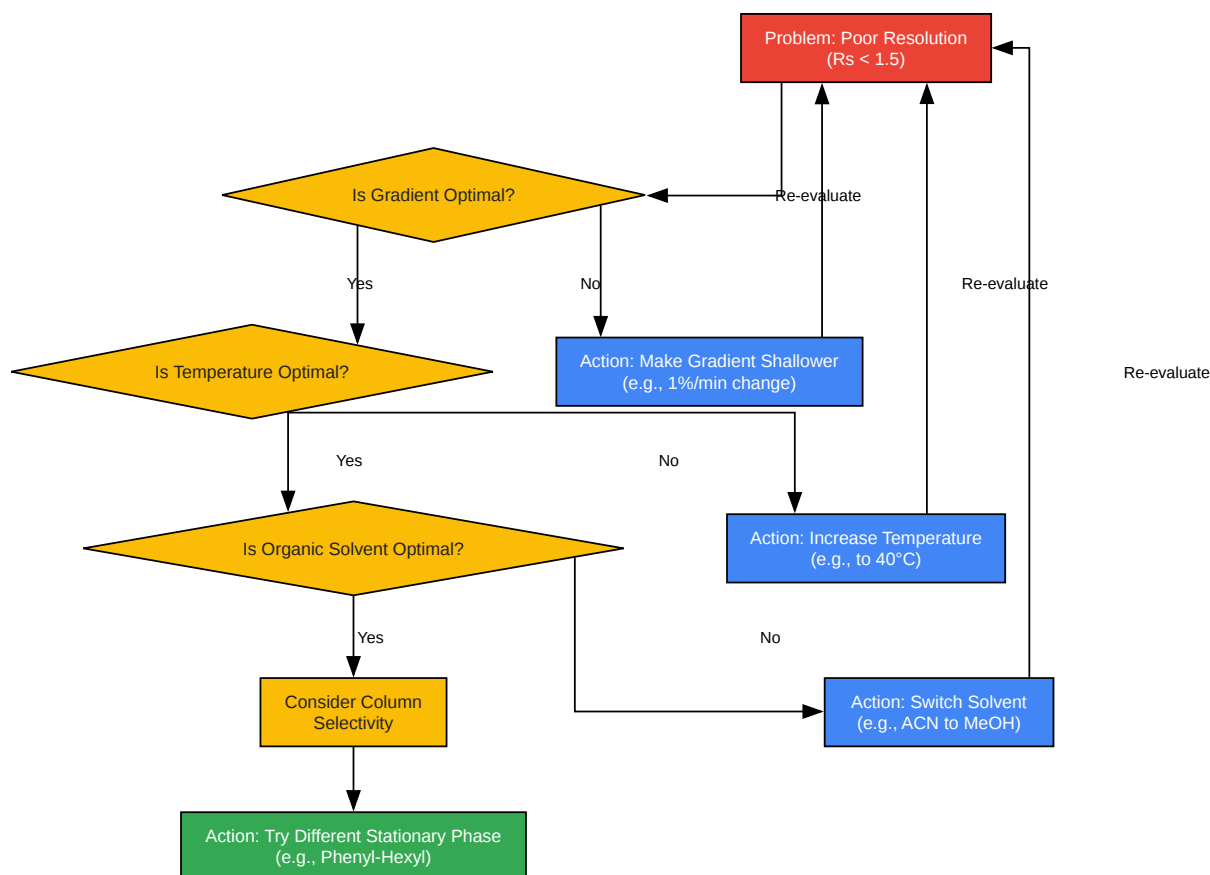 Problem: Poor Resolution
(Rs < 1.5)
Is Gradient Optimal?
Re-evaluate
Yes
No
Re-evaluate
Action: Make Gradient Shallower
(e.g., 1%/min change)
Is Temperature Optimal?
Re-evaluate
Yes
No
Action: Increase Temperature
(e.g., to 40°C)
Is Organic Solvent Optimal?
Yes
No
Consider Column
Selectivity
Action: Switch Solvent
(e.g., ACN to MeOH)
Action: Try Different Stationary Phase
(e.g., Phenyl-Hexyl)